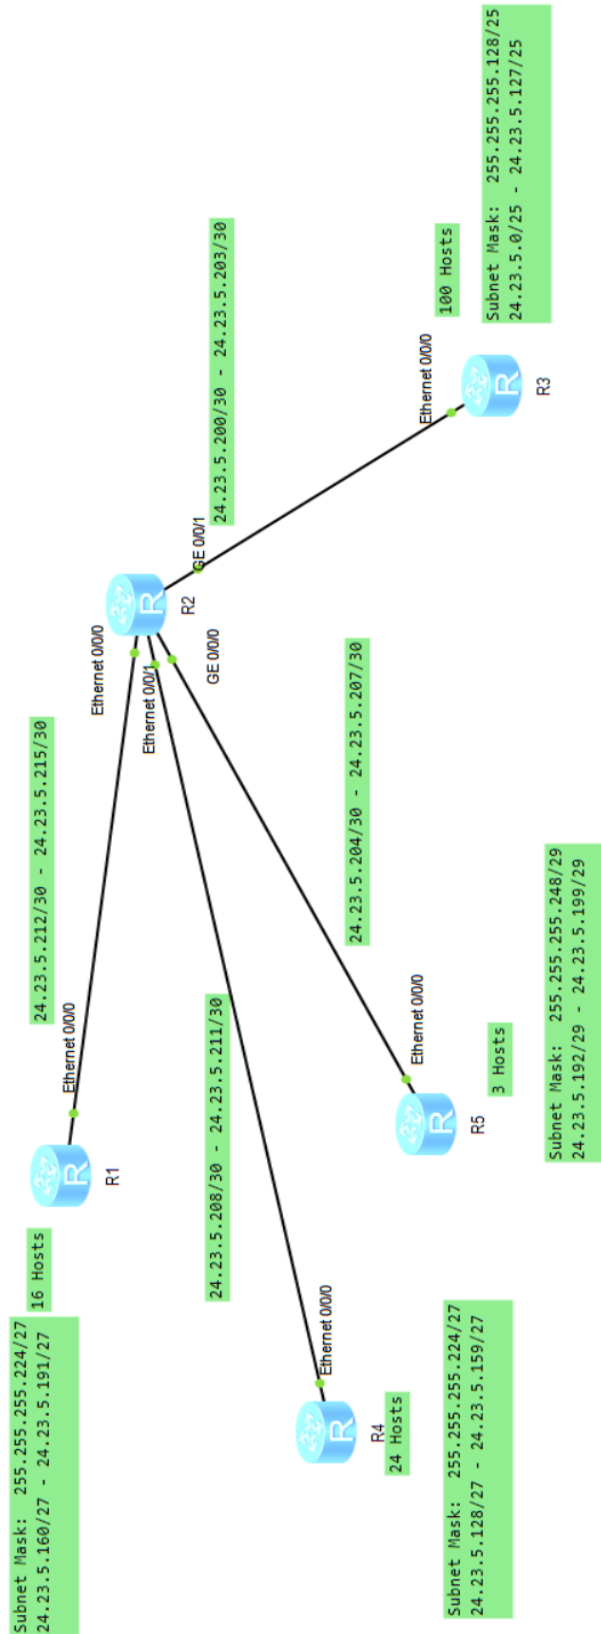 Subnet Mask:  255.255.255.224/27
24.23.5.160/27 - 24.23.5.191/27
16 Hosts
R1
Ethernet 0/0/0
24.23.5.212/30 - 24.23.5.215/30
Ethernet 0/0/0
Ethernet 0/0/1
GE 0/0/0
R2
GE 0/0/1
24.23.5.200/30 - 24.23.5.203/30
24.23.5.208/30 - 24.23.5.211/30
24.23.5.204/30 - 24.23.5.207/30
Ethernet 0/0/0
R4
24 Hosts
Subnet Mask:  255.255.255.224/27
24.23.5.128/27 - 24.23.5.159/27
Ethernet 0/0/0
R5
3 Hosts
Subnet Mask:  255.255.255.248/29
24.23.5.192/29 - 24.23.5.199/29
Ethernet 0/0/0
R3
100 Hosts
Subnet Mask:  255.255.255.128/25
24.23.5.0/25 - 24.23.5.127/25
R
R
R
R
R